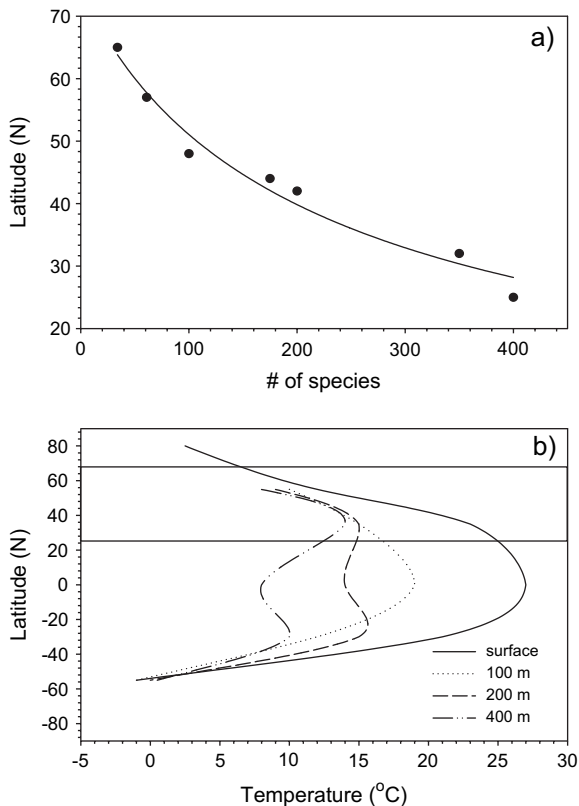 a)
70
60
50
40
30
20
Latitude (N)
0 100 200 300 400
# of species
b)
80
60
40
20
0
-20
-40
-60
-80
Latitude (N)
surface
100 m
200 m
400 m
-5 0 5 10 15 20 25 30
Temperature (°C)